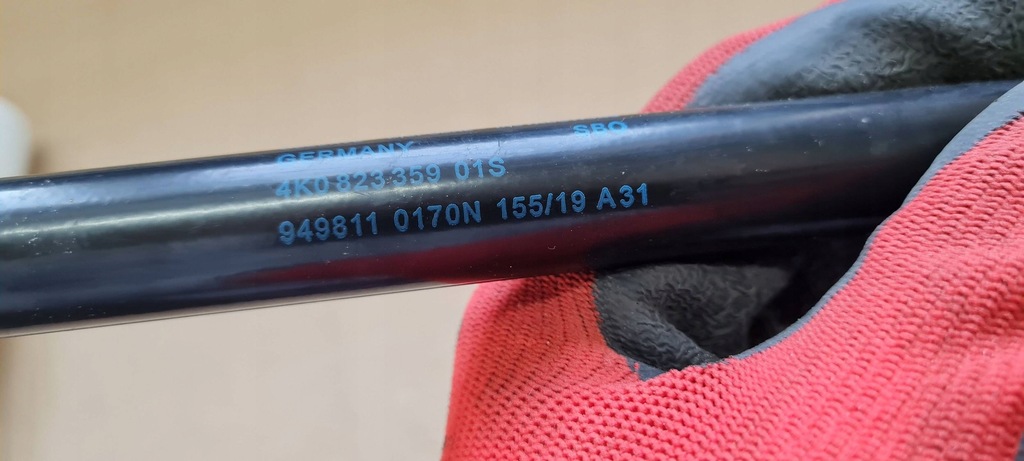 GERMANY SBO
4K0 823 359 01S
949811 0170N 155/19 A31